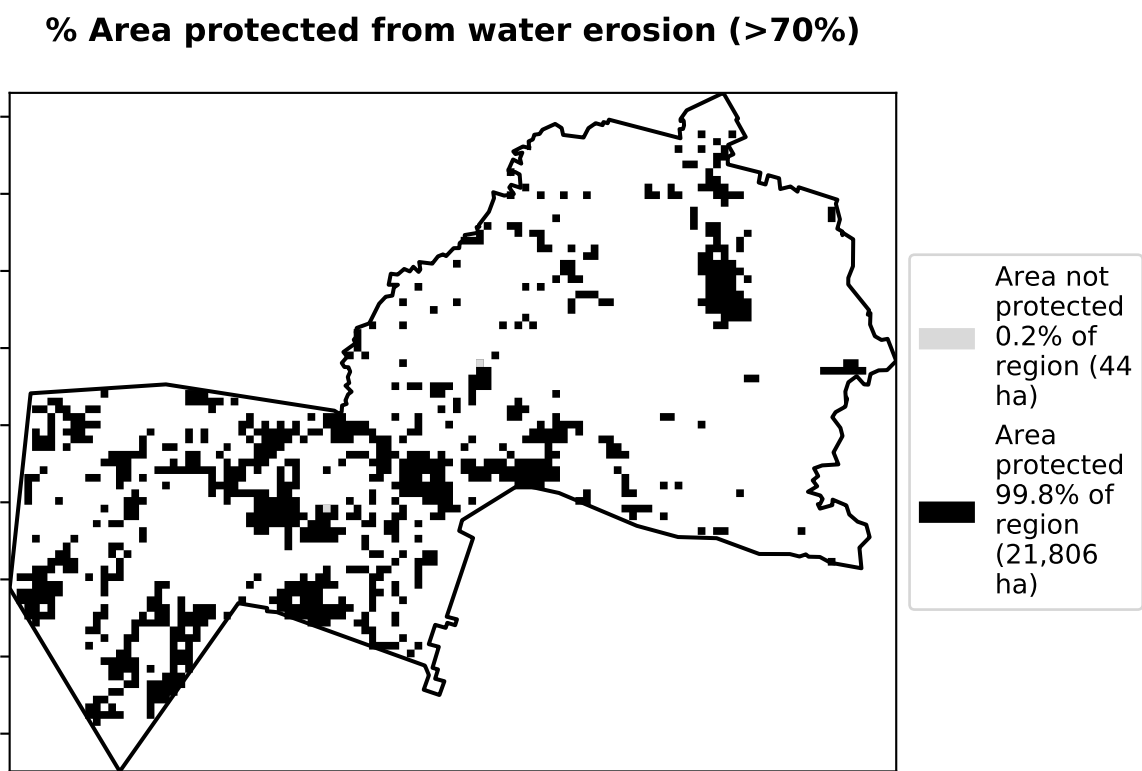 % Area protected from water erosion (>70%)
Area not
protected
0.2% of
region (44
ha)
Area
protected
99.8% of
region
(21,806
ha)